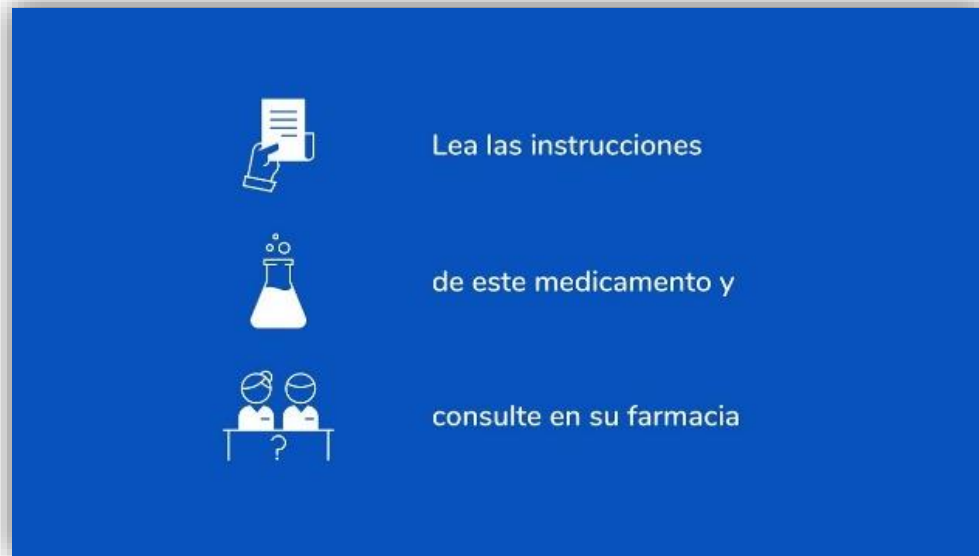 Lea las instrucciones
de este medicamento y
consulte en su farmacia
?